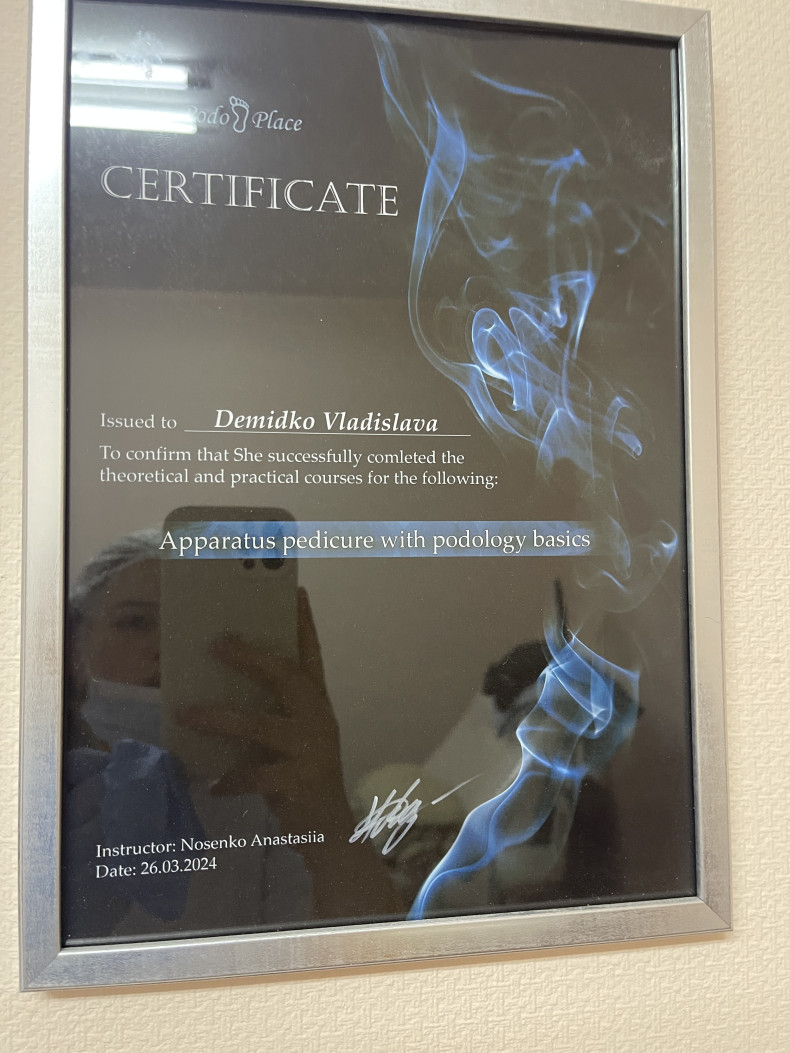 Podo Place
CERTIFICATE
Issued to Demidko Vladislava
To confirm that She successfully comleted the
theoretical and practical courses for the following:
Apparatus pedicure with podology basics
Instructor: Nosenko Anastasiia
Date: 26.03.2024